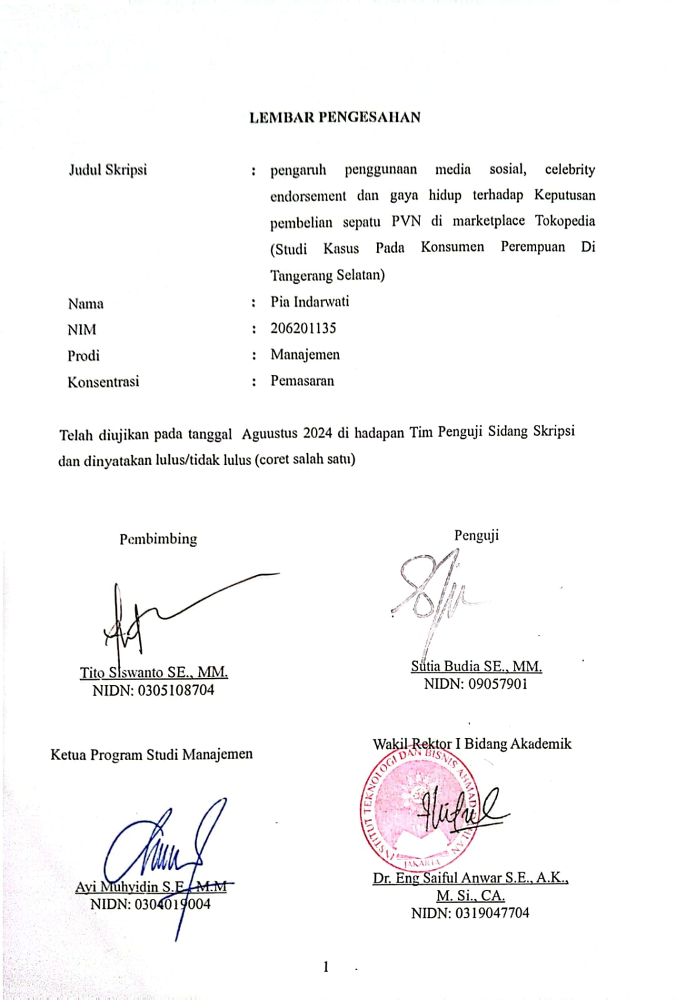 LEMBAR PENGESAHAN
Judul Skripsi : pengaruh penggunaan media sosial, celebrity
endorsement dan gaya hidup terhadap Keputusan
pembelian sepatu PVN di marketplace Tokopedia
(Studi Kasus Pada Konsumen Perempuan Di
Tangerang Selatan)
Nama : Pia Indarwati
NIM : 206201135
Prodi : Manajemen
Konsentrasi : Pemasaran
Telah diujikan pada tanggal Aguustus 2024 di hadapan Tim Penguji Sidang Skripsi
dan dinyatakan lulus/tidak lulus (coret salah satu)
Pembimbing
Tito Siswanto SE., MM.
NIDN: 0305108704
Penguji
Sutia Budia SE., MM.
NIDN: 09057901
Ketua Program Studi Manajemen
Ayi Muhyidin S.E., M.M
NIDN: 0304019004
Wakil Rektor I Bidang Akademik
INSTITUT TEKNOLOGI DAN BISNIS AHMAD
JAKARTA
Dr. Eng Saiful Anwar S.E., A.K.,
M. Si., CA.
NIDN: 0319047704
1